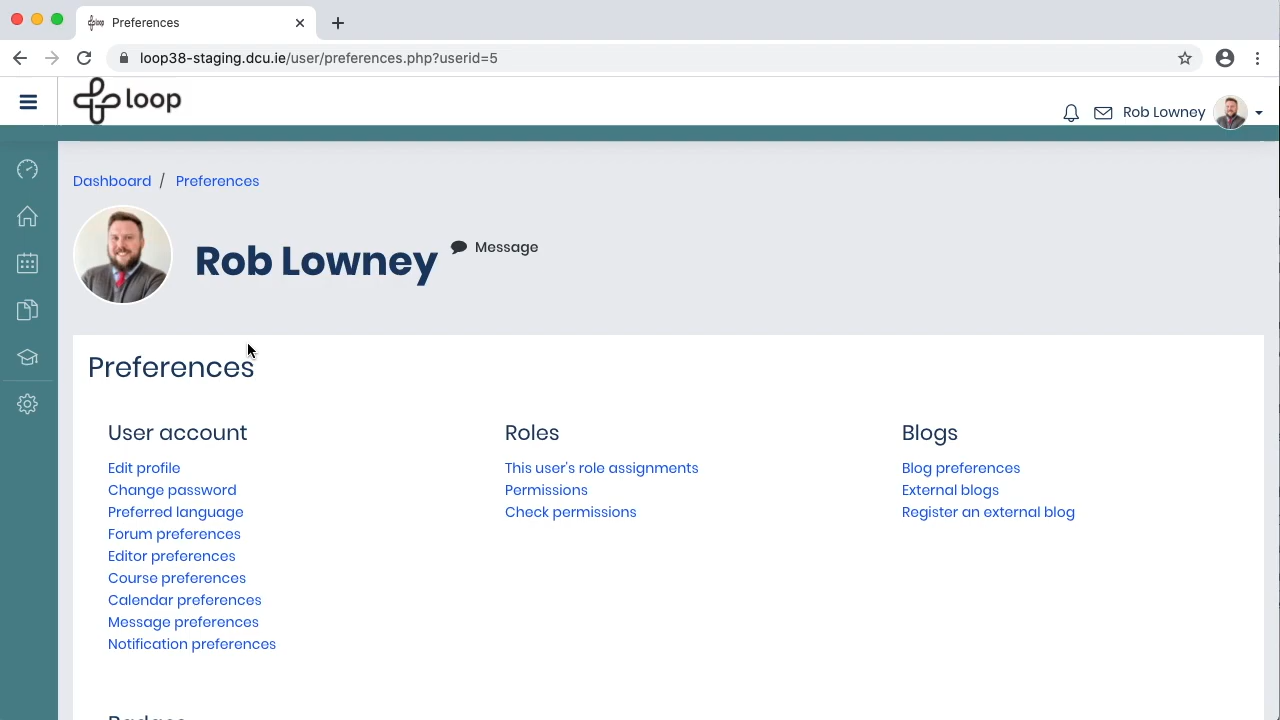 Preferences
loop38-staging.dcu.ie/user/preferences.php?userid=5
loop
Rob Lowney
Dashboard / Preferences
Rob Lowney
Message
Preferences
User account
Edit profile
Change password
Preferred language
Forum preferences
Editor preferences
Course preferences
Calendar preferences
Message preferences
Notification preferences
Roles
This user's role assignments
Permissions
Check permissions
Blogs
Blog preferences
External blogs
Register an external blog
Badges